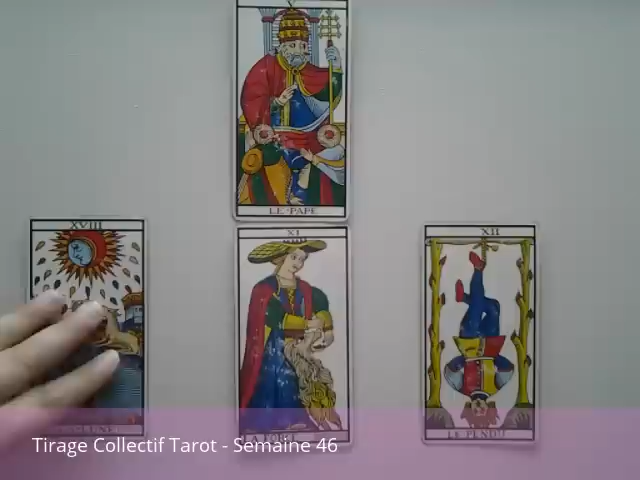 LE·PAPE
XVIII
XI
XII
LE PENDU
Tirage Collectif Tarot - Semaine 46